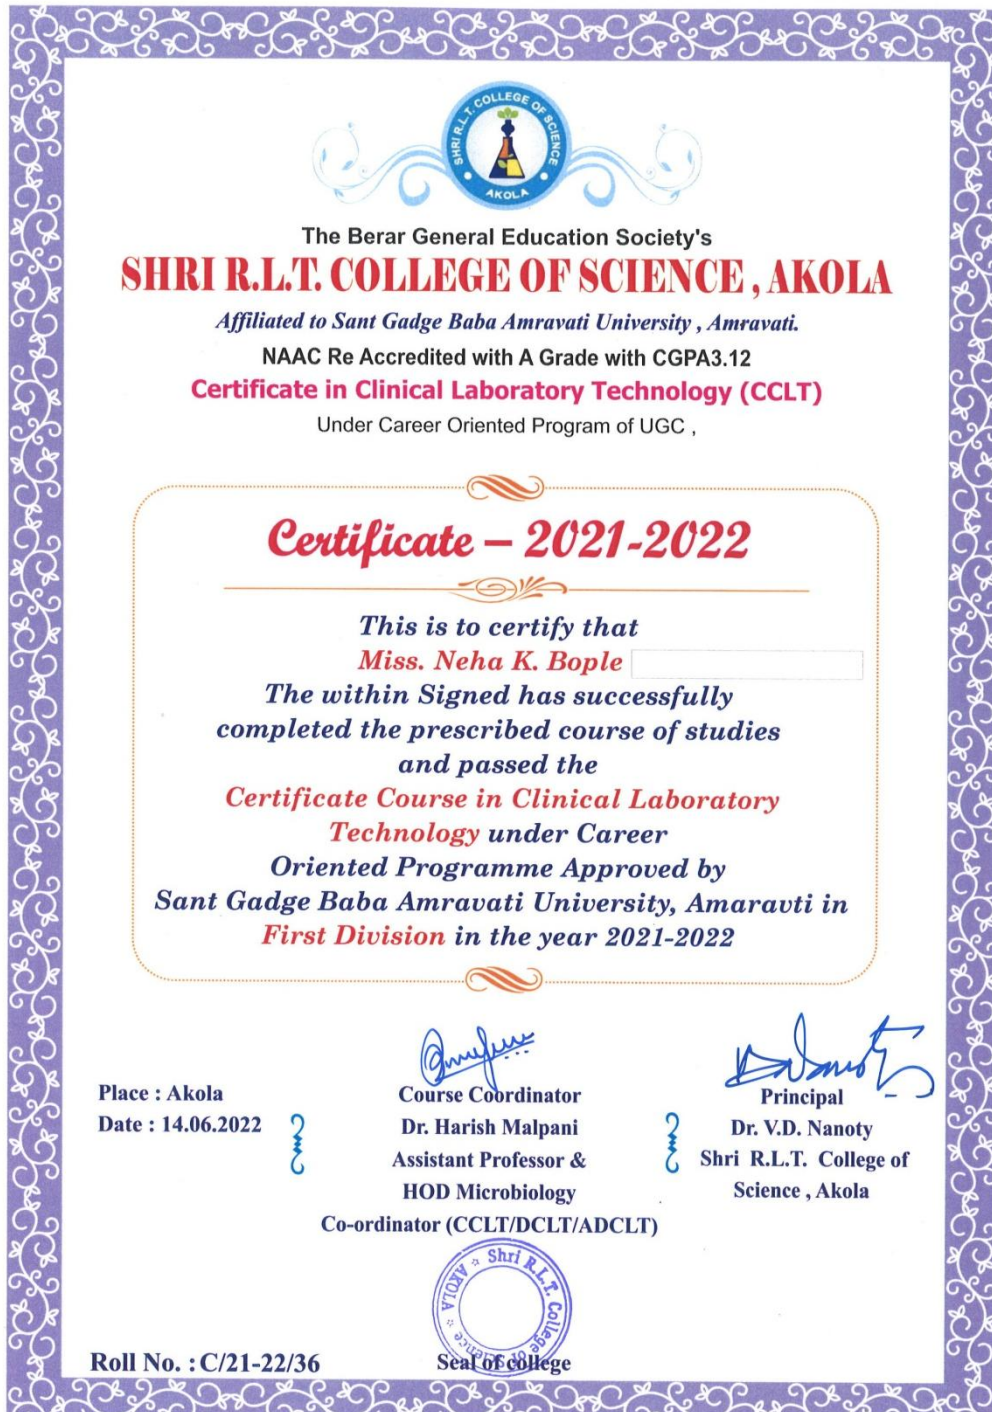 SHRI R.L.T. COLLEGE OF SCIENCE
AKOLA
The Berar General Education Society's
SHRI R.L.T. COLLEGE OF SCIENCE , AKOLA
Affiliated to Sant Gadge Baba Amravati University , Amravati.
NAAC Re Accredited with A Grade with CGPA3.12
Certificate in Clinical Laboratory Technology (CCLT)
Under Career Oriented Program of UGC ,
Certificate – 2021-2022
This is to certify that
Miss. Neha K. Bople
The within Signed has successfully
completed the prescribed course of studies
and passed the
Certificate Course in Clinical Laboratory
Technology under Career
Oriented Programme Approved by
Sant Gadge Baba Amravati University, Amaravti in
First Division in the year 2021-2022
Place : Akola
Date : 14.06.2022
Course Coordinator
Dr. Harish Malpani
Assistant Professor &
HOD Microbiology
Co-ordinator (CCLT/DCLT/ADCLT)
Principal
Dr. V.D. Nanoty
Shri R.L.T. College of
Science , Akola
Shri R.L.T. College of Science
AKOLA
Roll No. : C/21-22/36
Seal of college